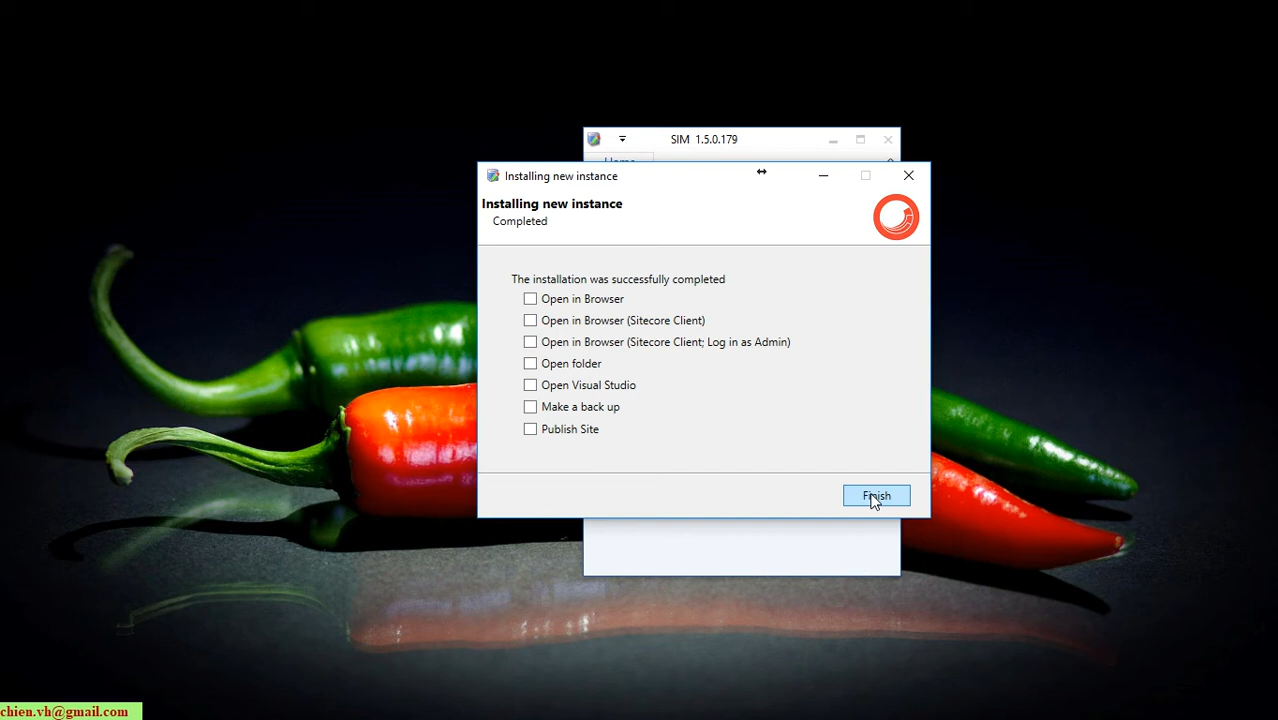 SIM 1.5.0.179
Installing new instance
Installing new instance
Completed
The installation was successfully completed
Open in Browser
Open in Browser (Sitecore Client)
Open in Browser (Sitecore Client; Log in as Admin)
Open folder
Open Visual Studio
Make a back up
Publish Site
Finish
chien.vh@gmail.com